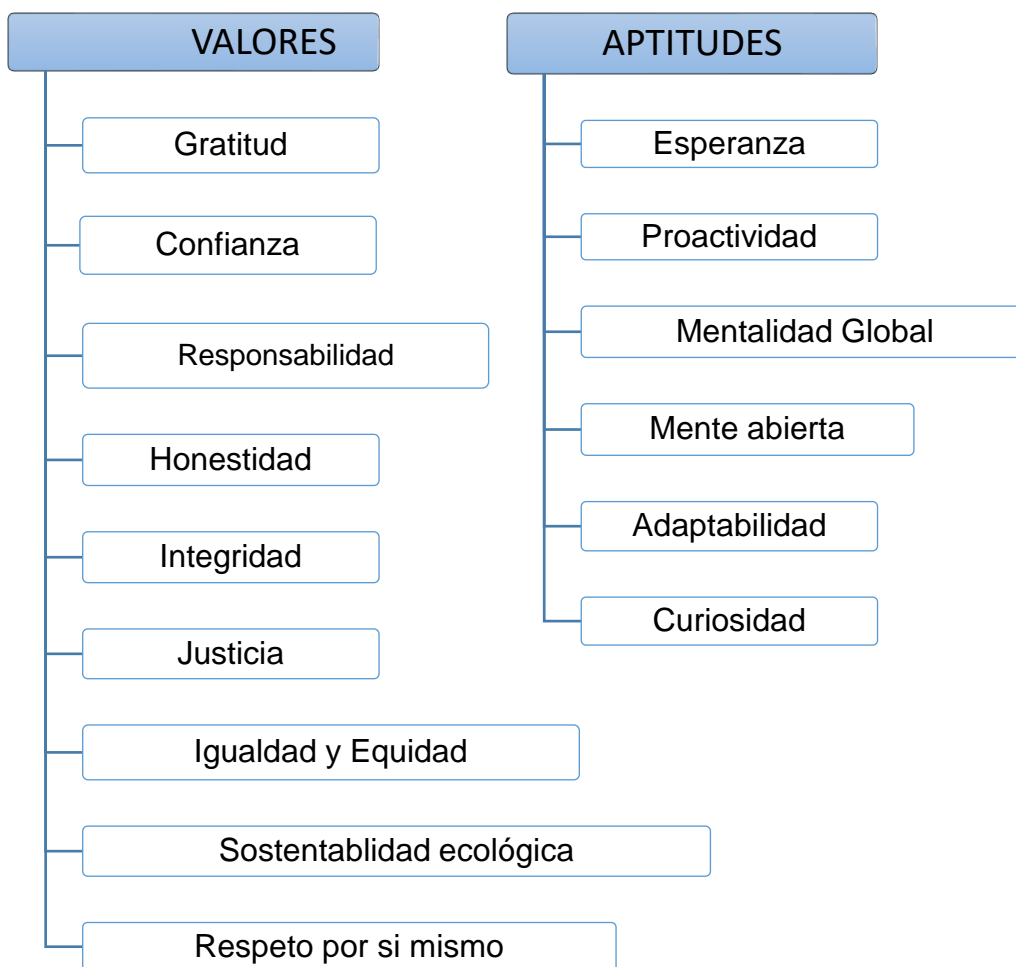 VALORES
Gratitud
Confianza
Responsabilidad
Honestidad
Integridad
Justicia
Igualdad y Equidad
Sostentablidad ecológica
Respeto por si mismo
APTITUDES
Esperanza
Proactividad
Mentalidad Global
Mente abierta
Adaptabilidad
Curiosidad